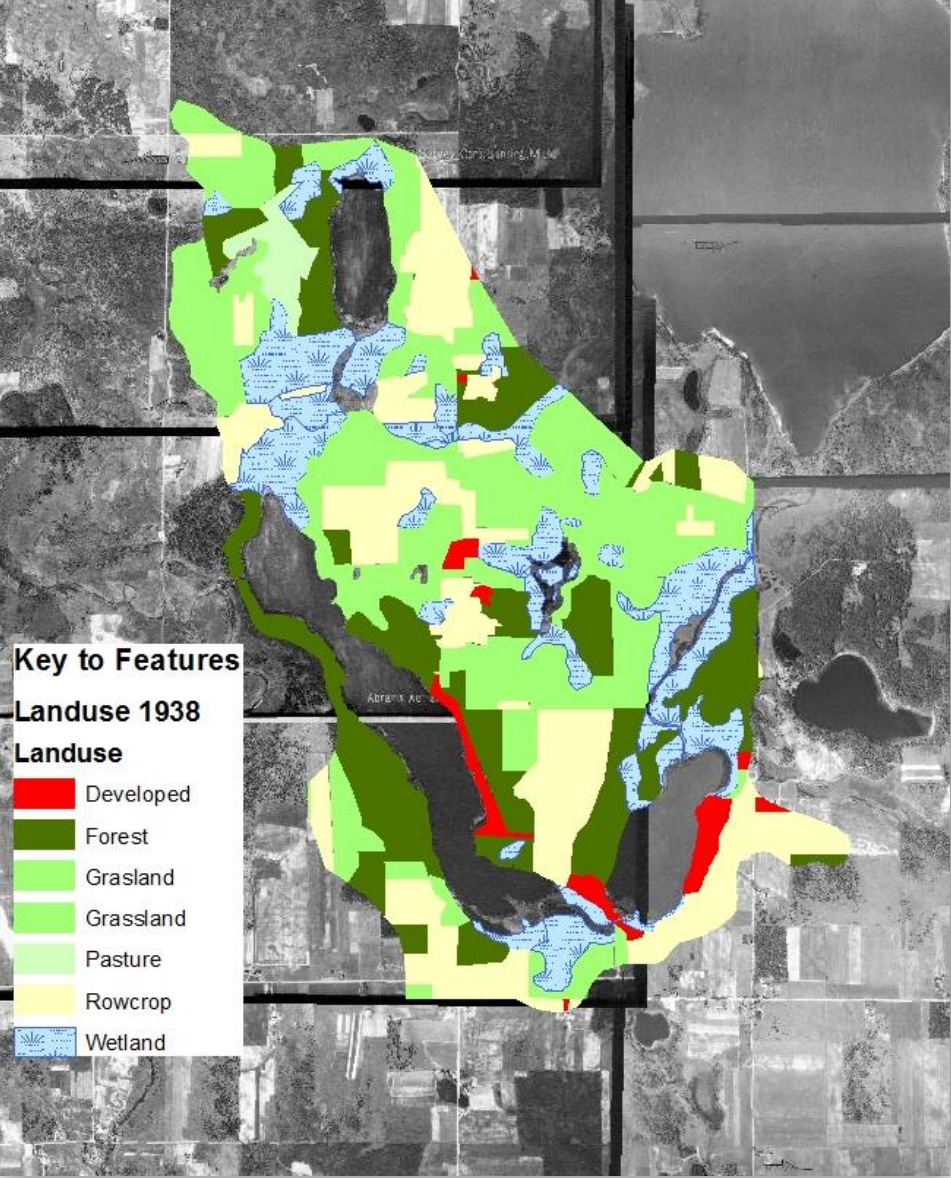 Key to Features
Landuse 1938
Landuse
Developed
Forest
Grasland
Grassland
Pasture
Rowcrop
Wetland